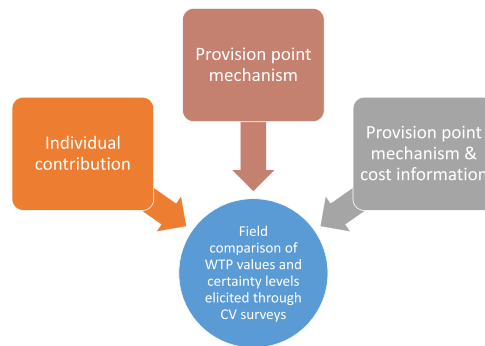 Provision point
mechanism
Individual
contribution
Provision point
mechanism &
cost information
Field
comparison of
WTP values and
certainty levels
elicited through
CV surveys